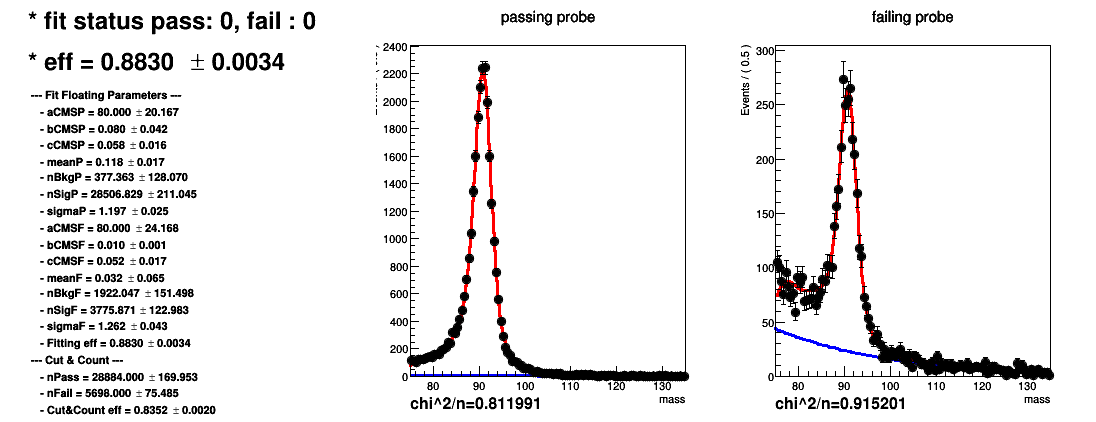 * fit status pass: 0, fail : 0
* eff = 0.8830 ± 0.0034
--- Fit Floating Parameters ---
- aCMSP = 80.000 ± 20.167
- bCMSP = 0.080 ± 0.042
- cCMSP = 0.058 ± 0.016
- meanP = 0.118 ± 0.017
- nBkgP = 377.363 ± 128.070
- nSigP = 28506.829 ± 211.045
- sigmaP = 1.197 ± 0.025
- aCMSF = 80.000 ± 24.168
- bCMSF = 0.010 ± 0.001
- cCMSF = 0.052 ± 0.017
- meanF = 0.032 ± 0.065
- nBkgF = 1922.047 ± 151.498
- nSigF = 3775.871 ± 122.983
- sigmaF = 1.262 ± 0.043
- Fitting eff = 0.8830 ± 0.0034
--- Cut & Count ---
- nPass = 28884.000 ± 169.953
- nFail = 5698.000 ± 75.485
- Cut&Count eff = 0.8352 ± 0.0020
passing probe
2400
2200
2000
1800
1600
1400
1200
1000
800
600
400
200
0
80 90 100 110 120 130
mass
chi^2/n=0.811991
failing probe
Events / ( 0.5 )
300
250
200
150
100
50
0
80 90 100 110 120 130
mass
chi^2/n=0.915201